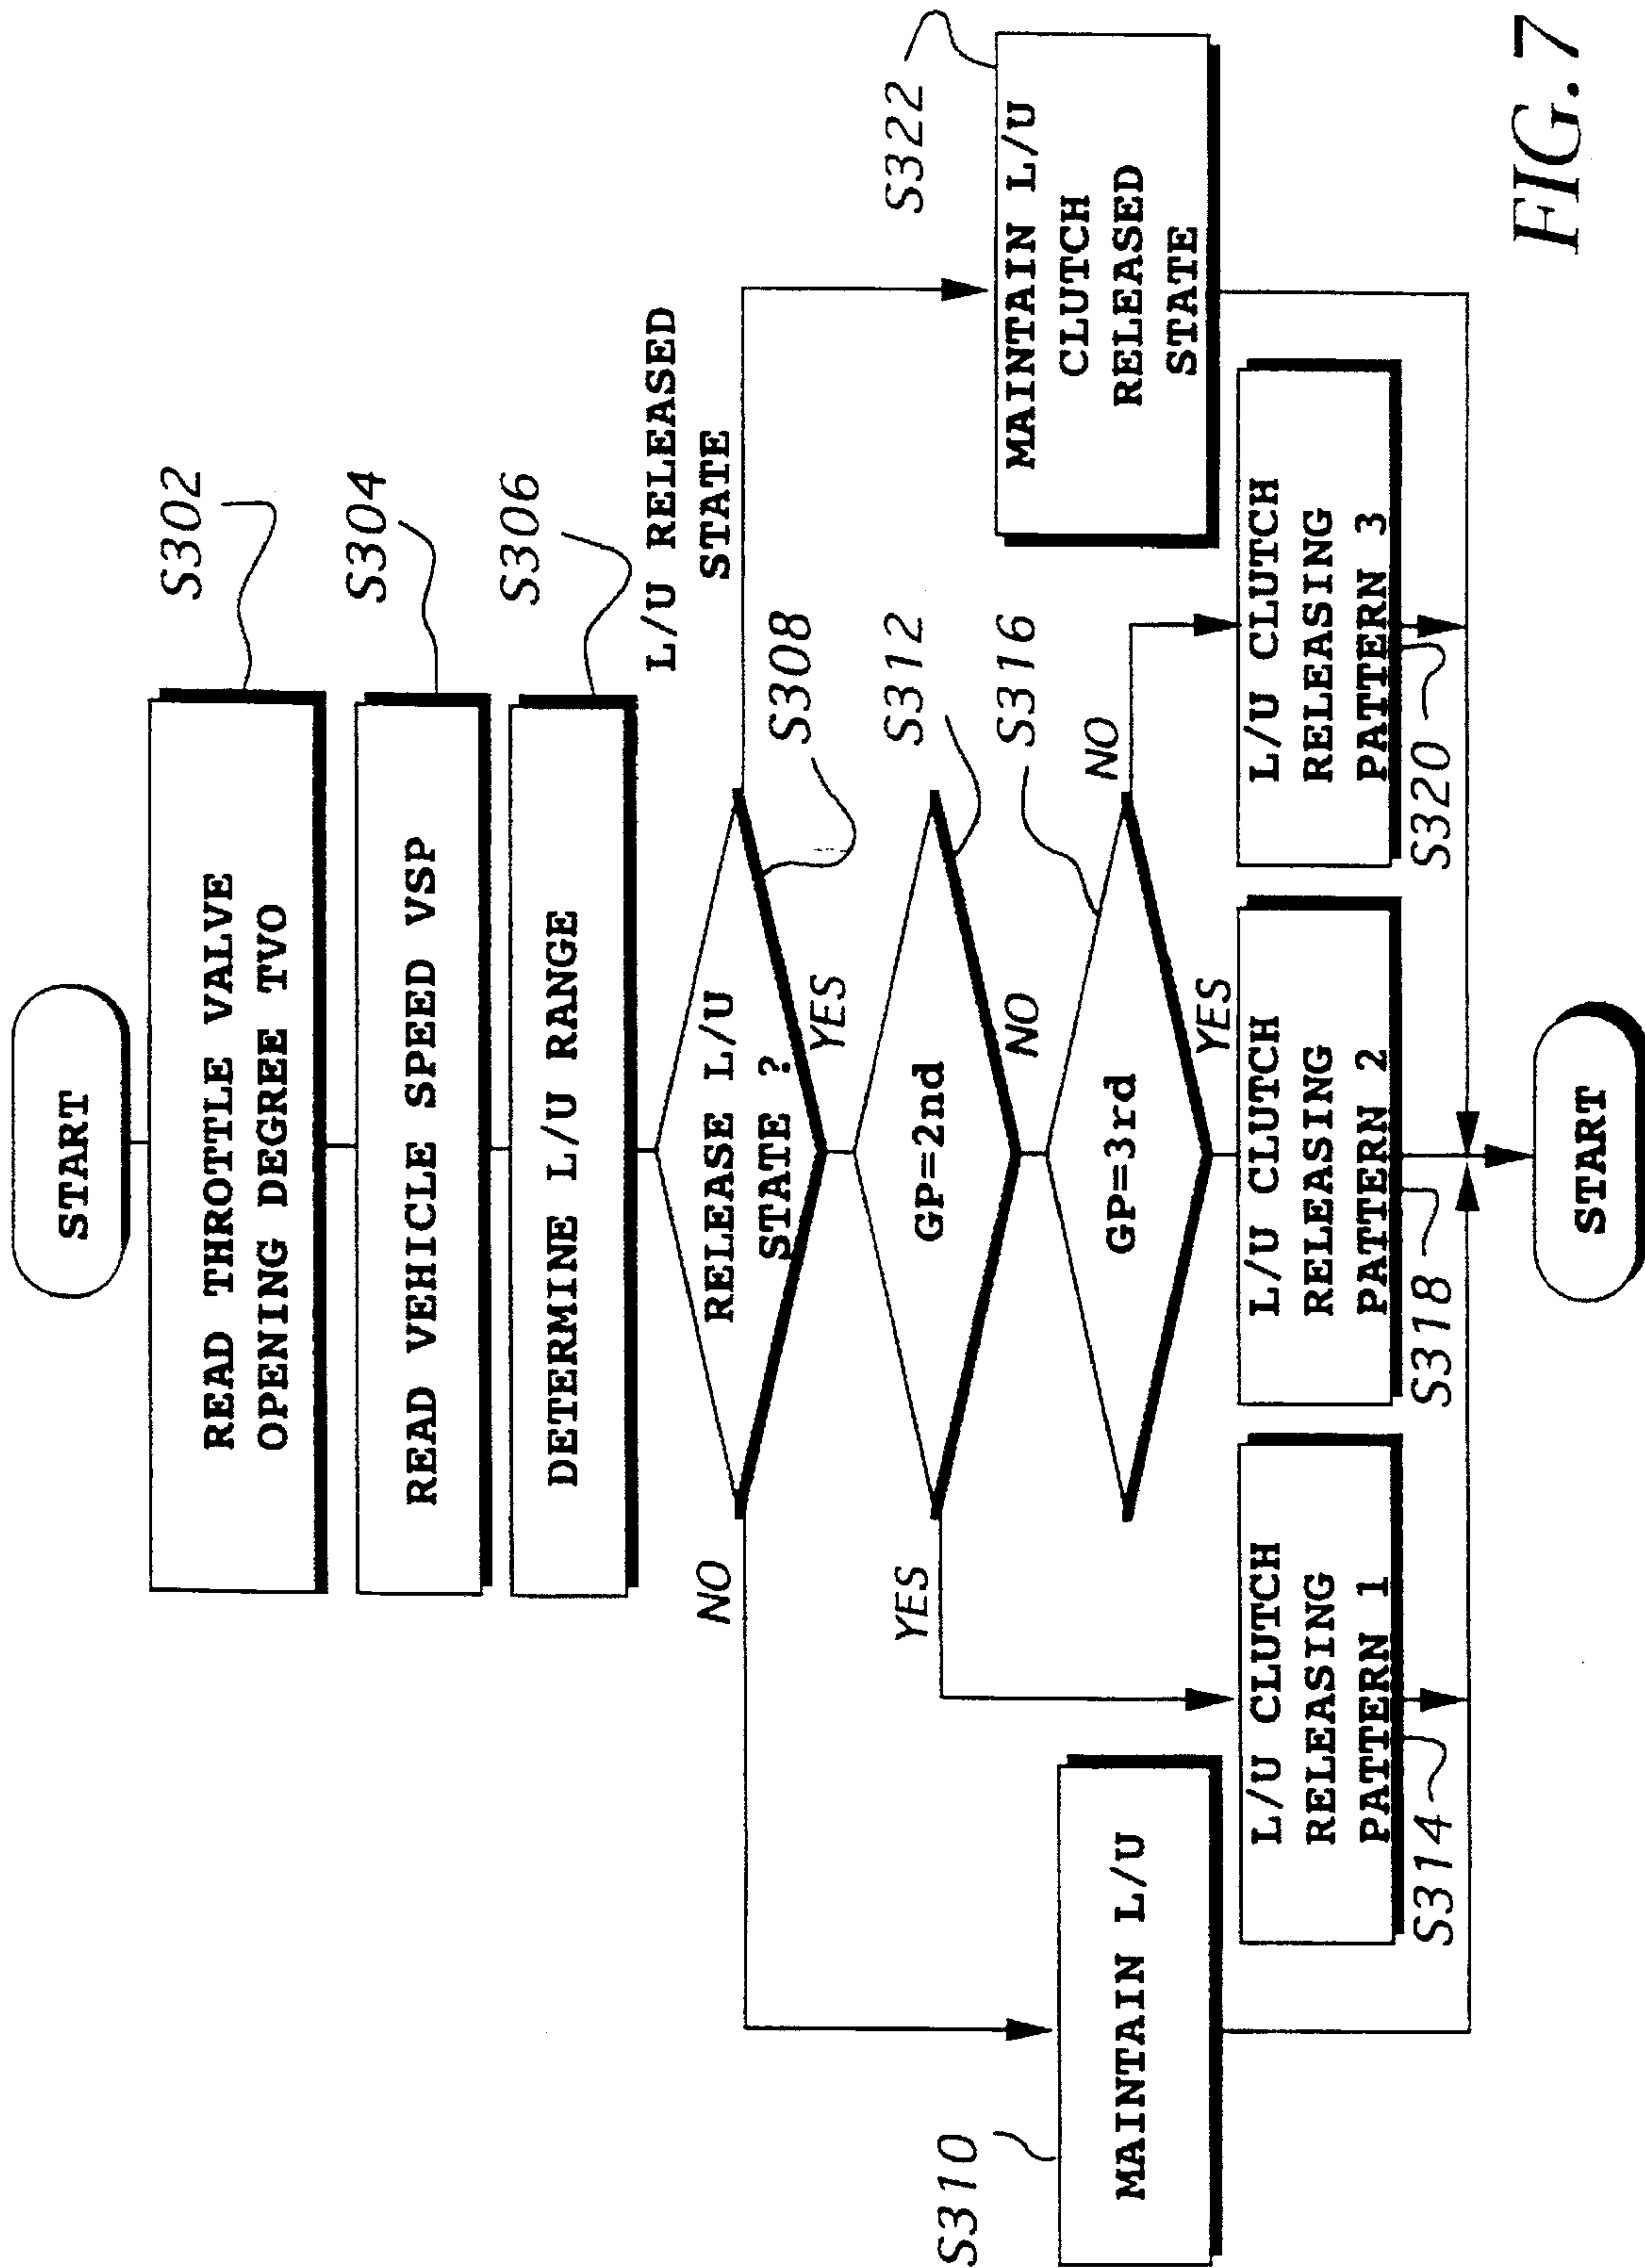 START
READ THROTTLE VALVE
OPENING DEGREE TVO
S302
READ VEHICLE SPEED VSP
S304
DETERMINE L/U RANGE
S306
RELEASE L/U
STATE ?
S308
NO
YES
L/U RELEASED
STATE
GP=2nd
S312
YES
NO
GP=3rd
S316
YES
NO
S310
MAINTAIN L/U
L/U CLUTCH
RELEASING
PATTERN 1
S314
L/U CLUTCH
RELEASING
PATTERN 2
S318
L/U CLUTCH
RELEASING
PATTERN 3
S320
MAINTAIN L/U
CLUTCH
RELEASED
STATE
S322
START
FIG. 7